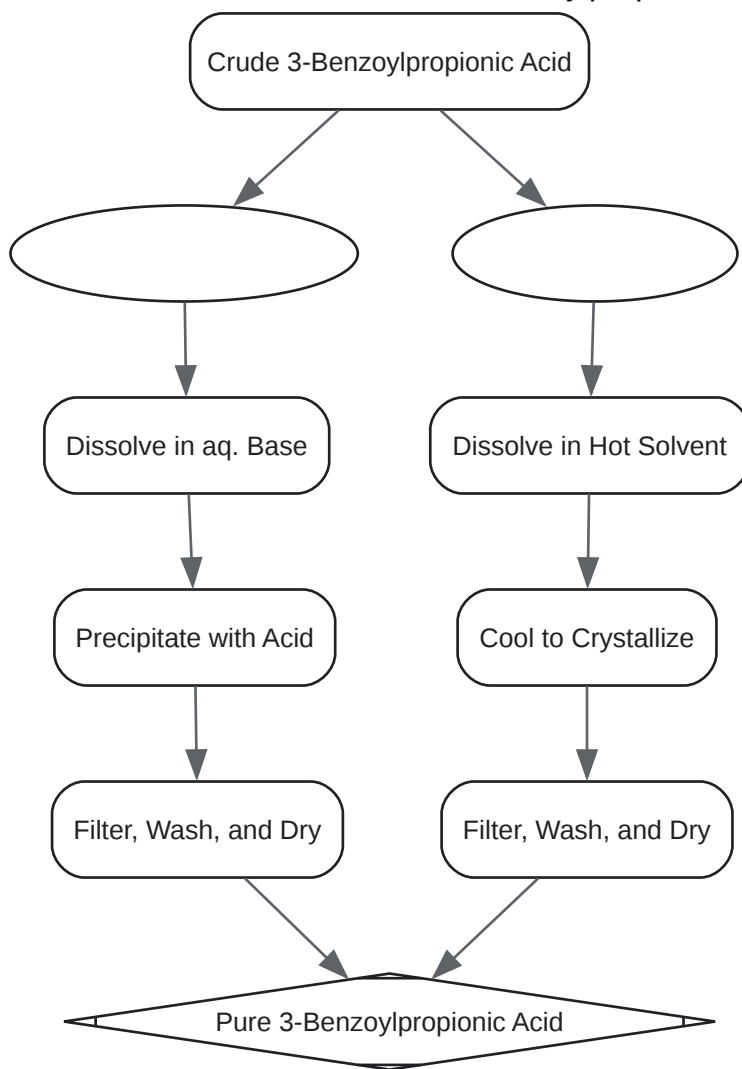 Crude 3-Benzoylpropionic Acid
Dissolve in aq. Base
Dissolve in Hot Solvent
Precipitate with Acid
Cool to Crystallize
Filter, Wash, and Dry
Filter, Wash, and Dry
Pure 3-Benzoylpropionic Acid